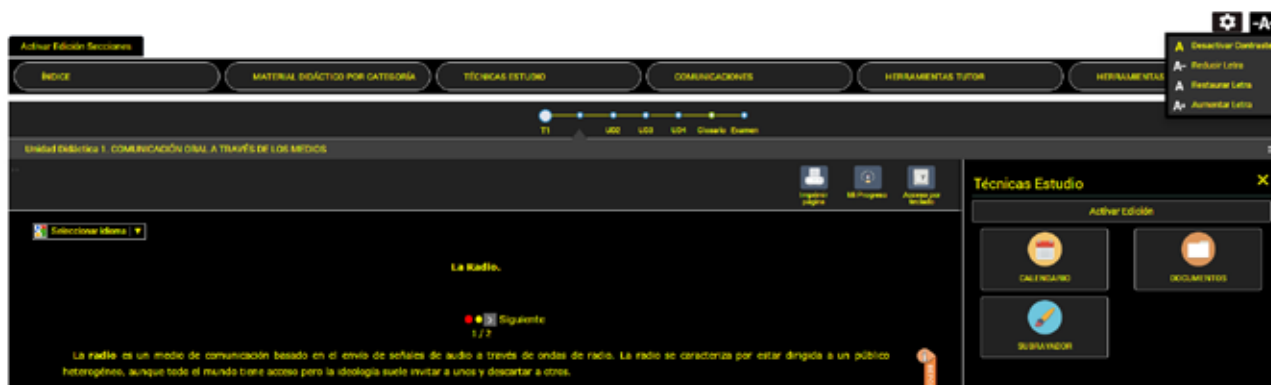 -A
Activar Edición Secciones
A Desactivar Contraste
A- Reducir Letra
A Restaurar Letra
A+ Aumentar Letra
ÍNDICE MATERIAL DIDÁCTICO POR CATEGORÍA TÉCNICAS ESTUDIO COMUNICACIONES HERRAMIENTAS TUTOR HERRAMIENTAS
T1 UD2 UD3 UD4 Glosario Examen
Unidad Didáctica 1. COMUNICACIÓN ORAL A TRAVÉS DE LOS MEDIOS
Imprimir página
Mi Progreso
Acceso por teclado
Técnicas Estudio X
Activar Edición
CALENDARIO DOCUMENTOS
SUBRAYADOR
Seleccionar idioma ▼
La Radio.
Siguiente
1 / 2
La radio es un medio de comunicación basado en el envío de señales de audio a través de ondas de radio. La radio se caracteriza por estar dirigida a un público
heterogéneo, aunque todo el mundo tiene acceso pero la ideología suele invitar a unos y descartar a otros.